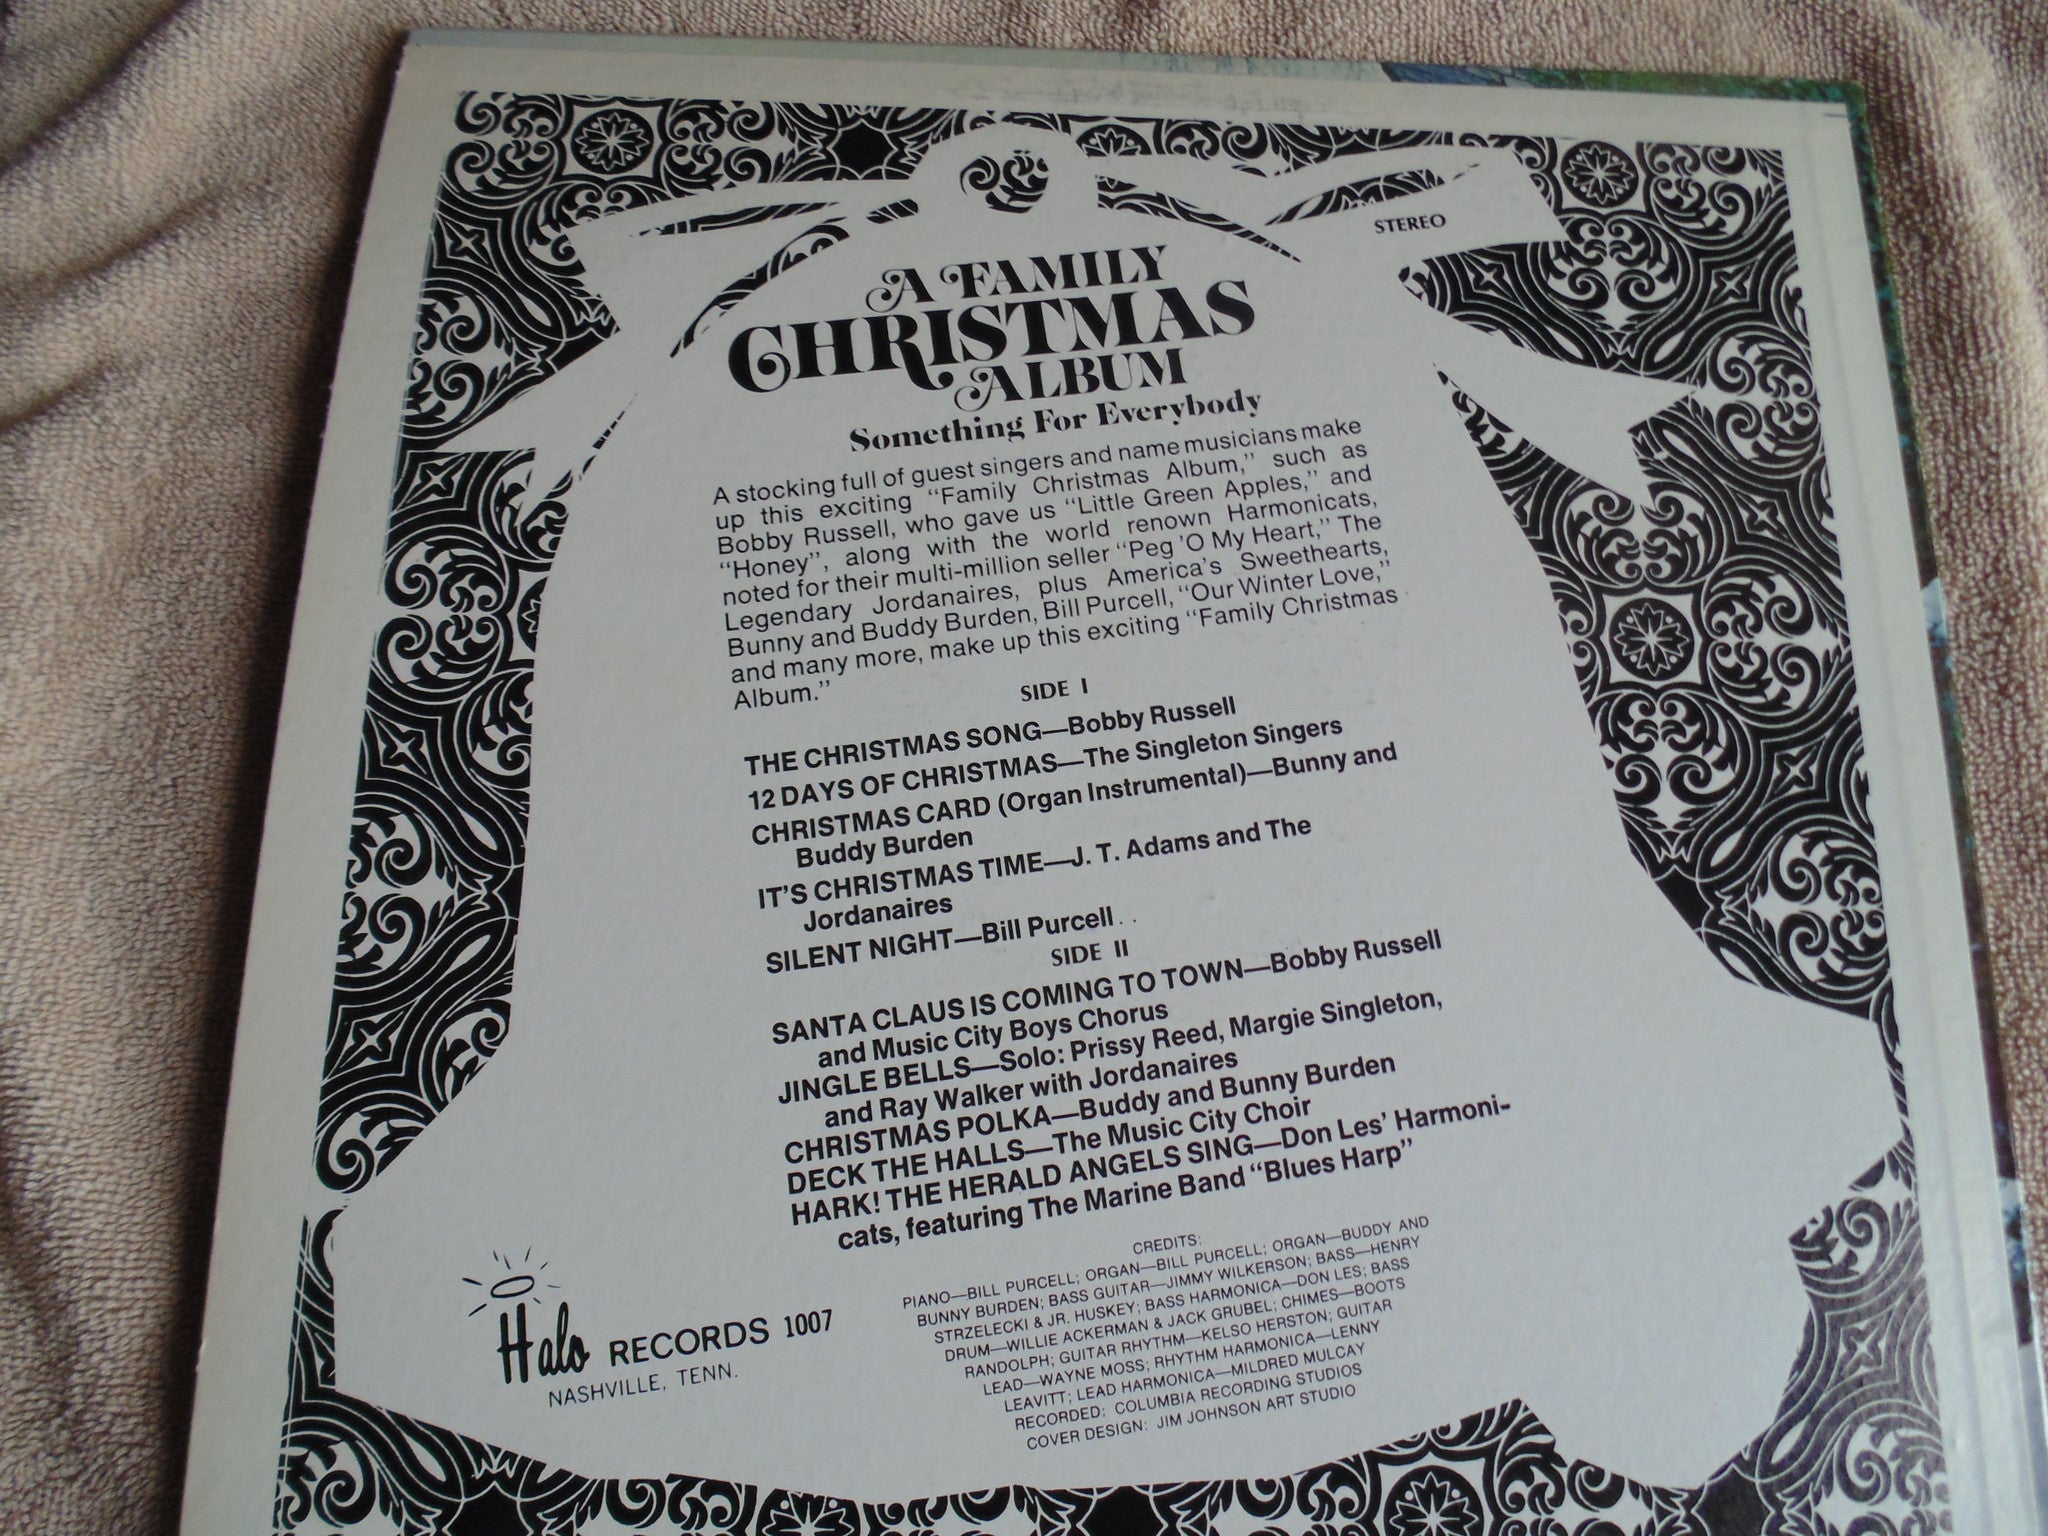 STEREO
A FAMILY
CHRISTMAS
ALBUM
Something For Everybody
A stocking full of guest singers and name musicians make
up this exciting "Family Christmas Album," such as
Bobby Russell, who gave us "Little Green Apples," and
"Honey", along with the world renown Harmonicats,
noted for their multi-million seller "Peg 'O My Heart," The
Legendary Jordanaires, plus America's Sweethearts,
Bunny and Buddy Burden, Bill Purcell, "Our Winter Love,"
and many more, make up this exciting "Family Christmas
Album."
SIDE I
THE CHRISTMAS SONG—Bobby Russell
12 DAYS OF CHRISTMAS—The Singleton Singers
CHRISTMAS CARD (Organ Instrumental)—Bunny and
Buddy Burden
IT'S CHRISTMAS TIME—J. T. Adams and The
Jordanaires
SILENT NIGHT—Bill Purcell . .
SIDE II
SANTA CLAUS IS COMING TO TOWN—Bobby Russell
and Music City Boys Chorus
JINGLE BELLS—Solo: Prissy Reed, Margie Singleton,
and Ray Walker with Jordanaires
CHRISTMAS POLKA—Buddy and Bunny Burden
DECK THE HALLS—The Music City Choir
HARK! THE HERALD ANGELS SING—Don Les' Harmoni-
cats, featuring The Marine Band "Blues Harp"
CREDITS:
PIANO—BILL PURCELL; ORGAN—BILL PURCELL; ORGAN—BUDDY AND
BUNNY BURDEN; BASS GUITAR—JIMMY WILKERSON; BASS—HENRY
STRZELECKI & JR. HUSKEY; BASS HARMONICA—DON LES; BASS
DRUM—WILLIE ACKERMAN & JACK GRUBEL; CHIMES—BOOTS
RANDOLPH; GUITAR RHYTHM—KELSO HERSTON; GUITAR
LEAD—WAYNE MOSS; RHYTHM HARMONICA—LENNY
LEAVITT; LEAD HARMONICA—MILDRED MULCAY
RECORDED: COLUMBIA RECORDING STUDIOS
COVER DESIGN: JIM JOHNSON ART STUDIO
Halo RECORDS 1007
NASHVILLE, TENN.